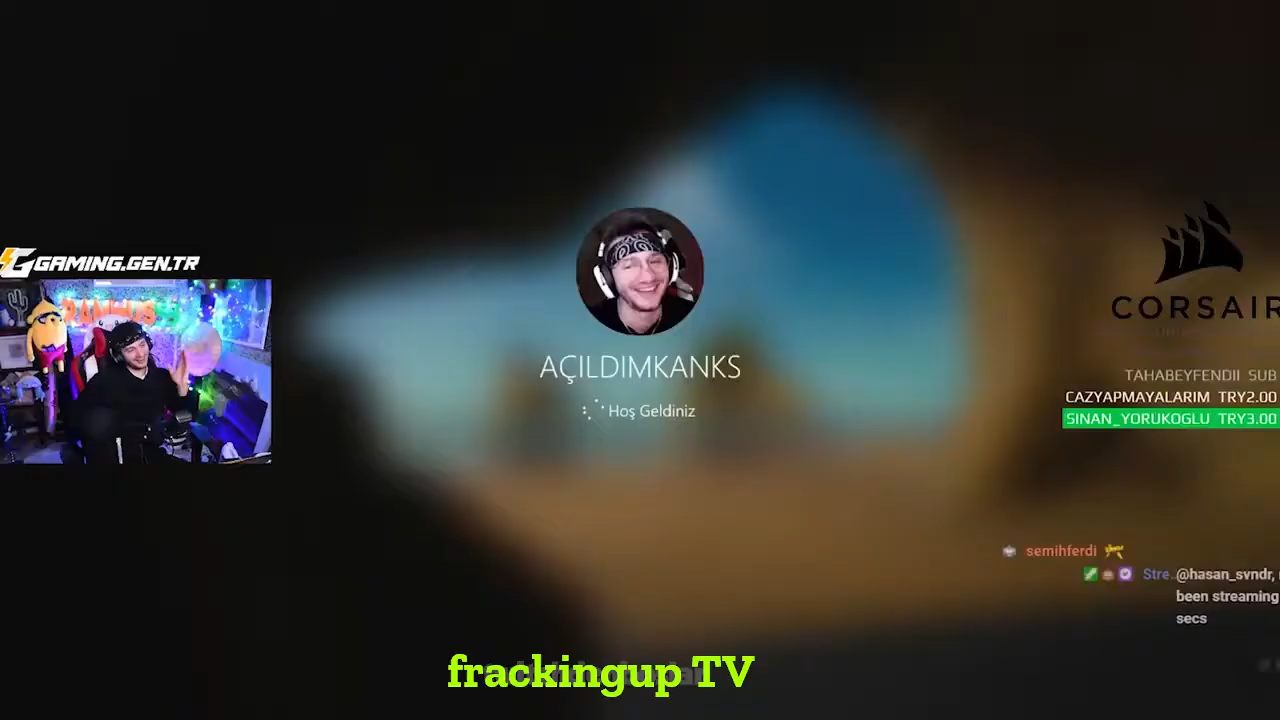 GAMING.GEN.TR
AÇILDIMKANKS
Hoş Geldiniz
CORSAIR
TAHABEYFENDII SUB
CAZYAPMAYALARIM TRY2.00
SINAN_YORUKOGLU TRY3.00
semihferdi
Stre.. @hasan_svndr,
been streaming
secs
frackingup TV